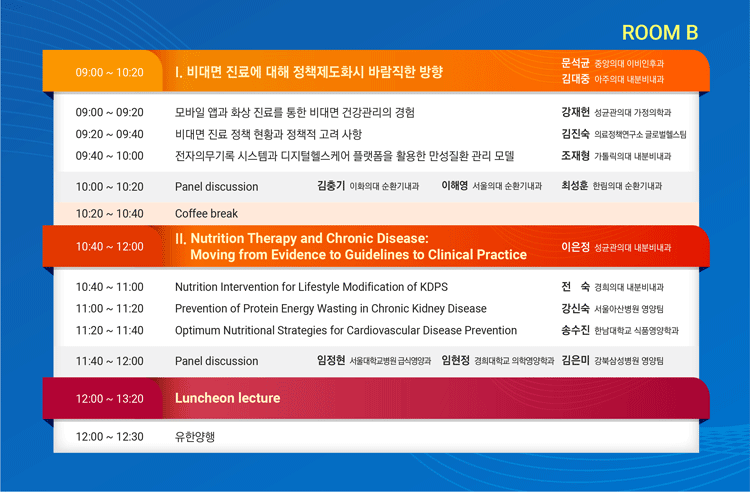 ROOM B
09:00 ~ 10:20 I. 비대면 진료에 대해 정책제도화시 바람직한 방향 문석균 중앙의대 이비인후과
김대중 아주의대 내분비내과
09:00 ~ 09:20 모바일 앱과 화상 진료를 통한 비대면 건강관리의 경험 강재헌 성균관의대 가정의학과
09:20 ~ 09:40 비대면 진료 정책 현황과 정책적 고려 사항 김진숙 의료정책연구소 글로벌헬스팀
09:40 ~ 10:00 전자의무기록 시스템과 디지털헬스케어 플랫폼을 활용한 만성질환 관리 모델 조재형 가톨릭의대 내분비내과
10:00 ~ 10:20 Panel discussion 김충기 이화의대 순환기내과 이해영 서울의대 순환기내과 최성훈 한림의대 순환기내과
10:20 ~ 10:40 Coffee break
10:40 ~ 12:00 II. Nutrition Therapy and Chronic Disease: 이은정 성균관의대 내분비내과
Moving from Evidence to Guidelines to Clinical Practice
10:40 ~ 11:00 Nutrition Intervention for Lifestyle Modification of KDPS 전 숙 경희의대 내분비내과
11:00 ~ 11:20 Prevention of Protein Energy Wasting in Chronic Kidney Disease 강신숙 서울아산병원 영양팀
11:20 ~ 11:40 Optimum Nutritional Strategies for Cardiovascular Disease Prevention 송수진 한남대학교 식품영양학과
11:40 ~ 12:00 Panel discussion 임정현 서울대학교병원 급식영양과 임현정 경희대학교 의학영양학과 김은미 강북삼성병원 영양팀
12:00 ~ 13:20 Luncheon lecture
12:00 ~ 12:30 유한양행